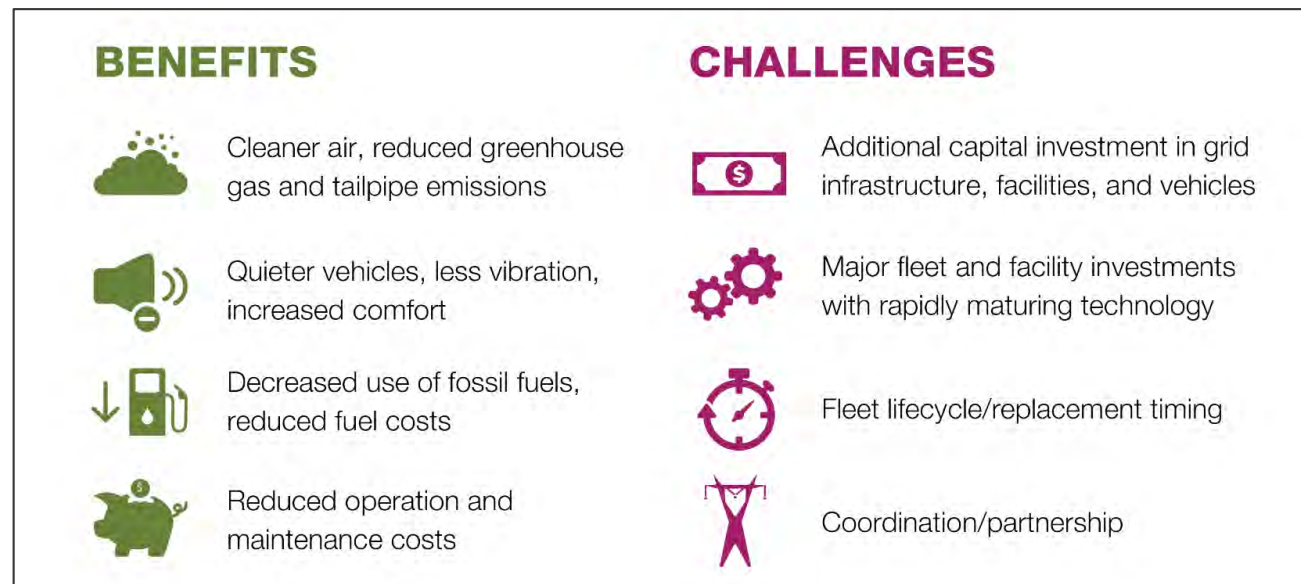 BENEFITS
Cleaner air, reduced greenhouse
gas and tailpipe emissions
Quieter vehicles, less vibration,
increased comfort
Decreased use of fossil fuels,
reduced fuel costs
$
Reduced operation and
maintenance costs
CHALLENGES
$
Additional capital investment in grid
infrastructure, facilities, and vehicles
Major fleet and facility investments
with rapidly maturing technology
Fleet lifecycle/replacement timing
Coordination/partnership